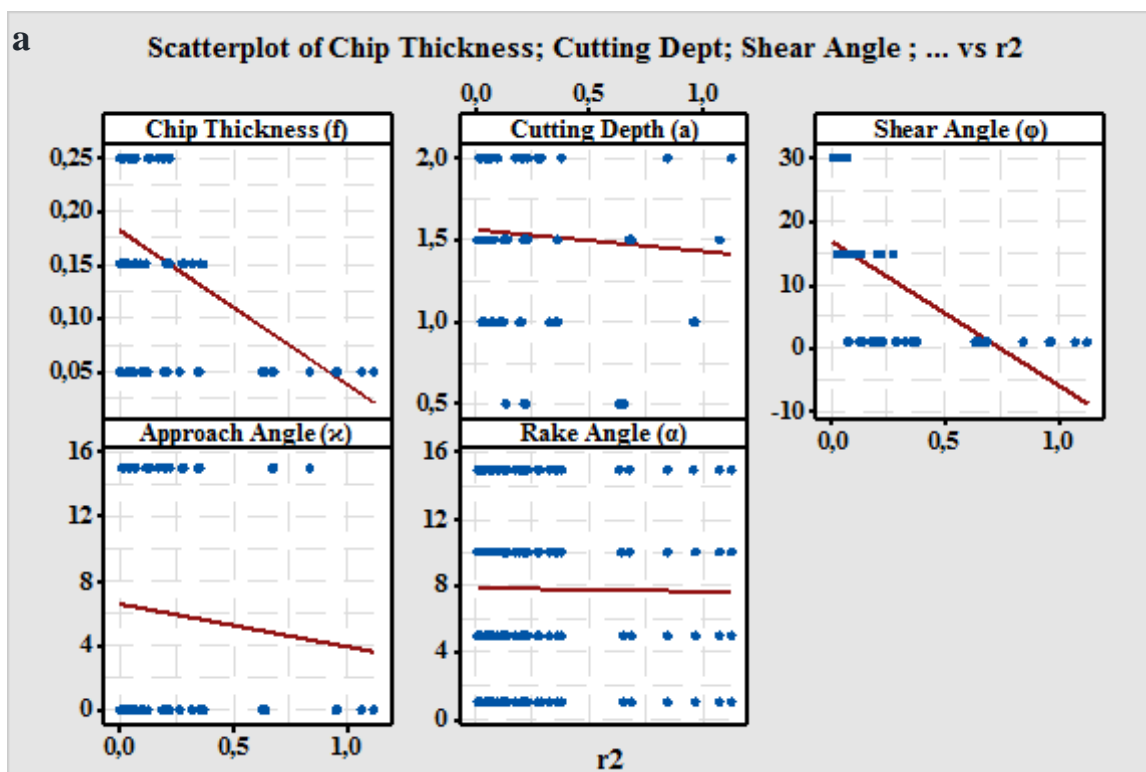 a
Scatterplot of Chip Thickness; Cutting Dept; Shear Angle ; ... vs r2
0,0 0,5 1,0
Chip Thickness (f) Cutting Depth (a) Shear Angle (φ)
0,25 2,0 30
0,20 20
0,15 1,5 10
0,10 1,0 0
0,05 0,5 -10
Approach Angle (ϰ) Rake Angle (α) 0,0 0,5 1,0
16 16
12 12
8 8
4 4
0 0
0,0 0,5 1,0
r2